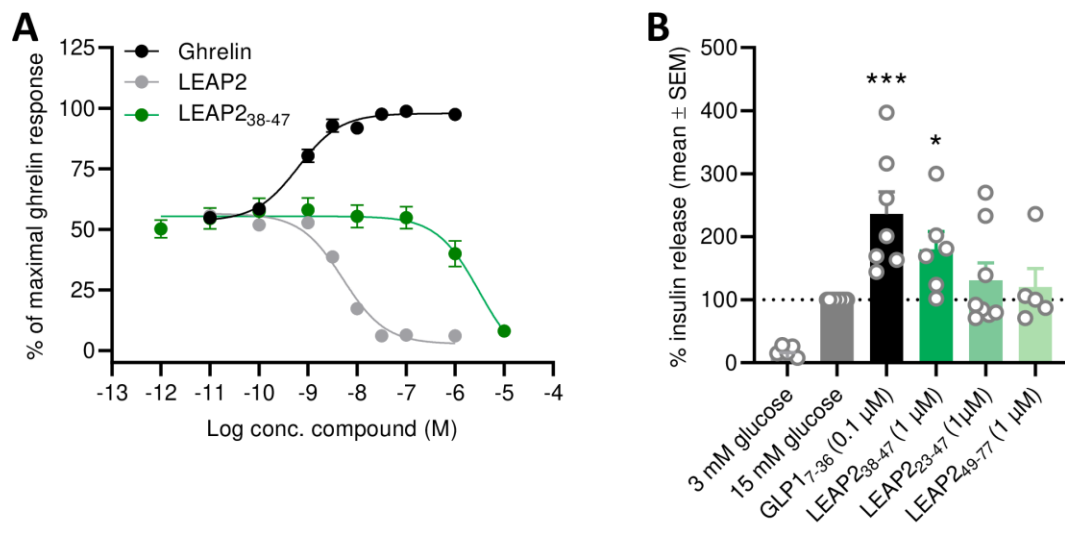 A
% of maximal ghrelin response
125
100
75
50
25
0
-13 -12 -11 -10 -9 -8 -7 -6 -5 -4
Log conc. compound (M)
Ghrelin
LEAP2
LEAP2₃₈₋₄₇
B
% insulin release (mean ± SEM)
500
400
300
200
100
0
***
*
3 mM glucose
15 mM glucose
GLP1₇₋₃₆ (0.1 µM)
LEAP2₃₈₋₄₇ (1 µM)
LEAP2₂₃₋₄₇ (1µM)
LEAP2₄₉₋₇₇ (1 µM)